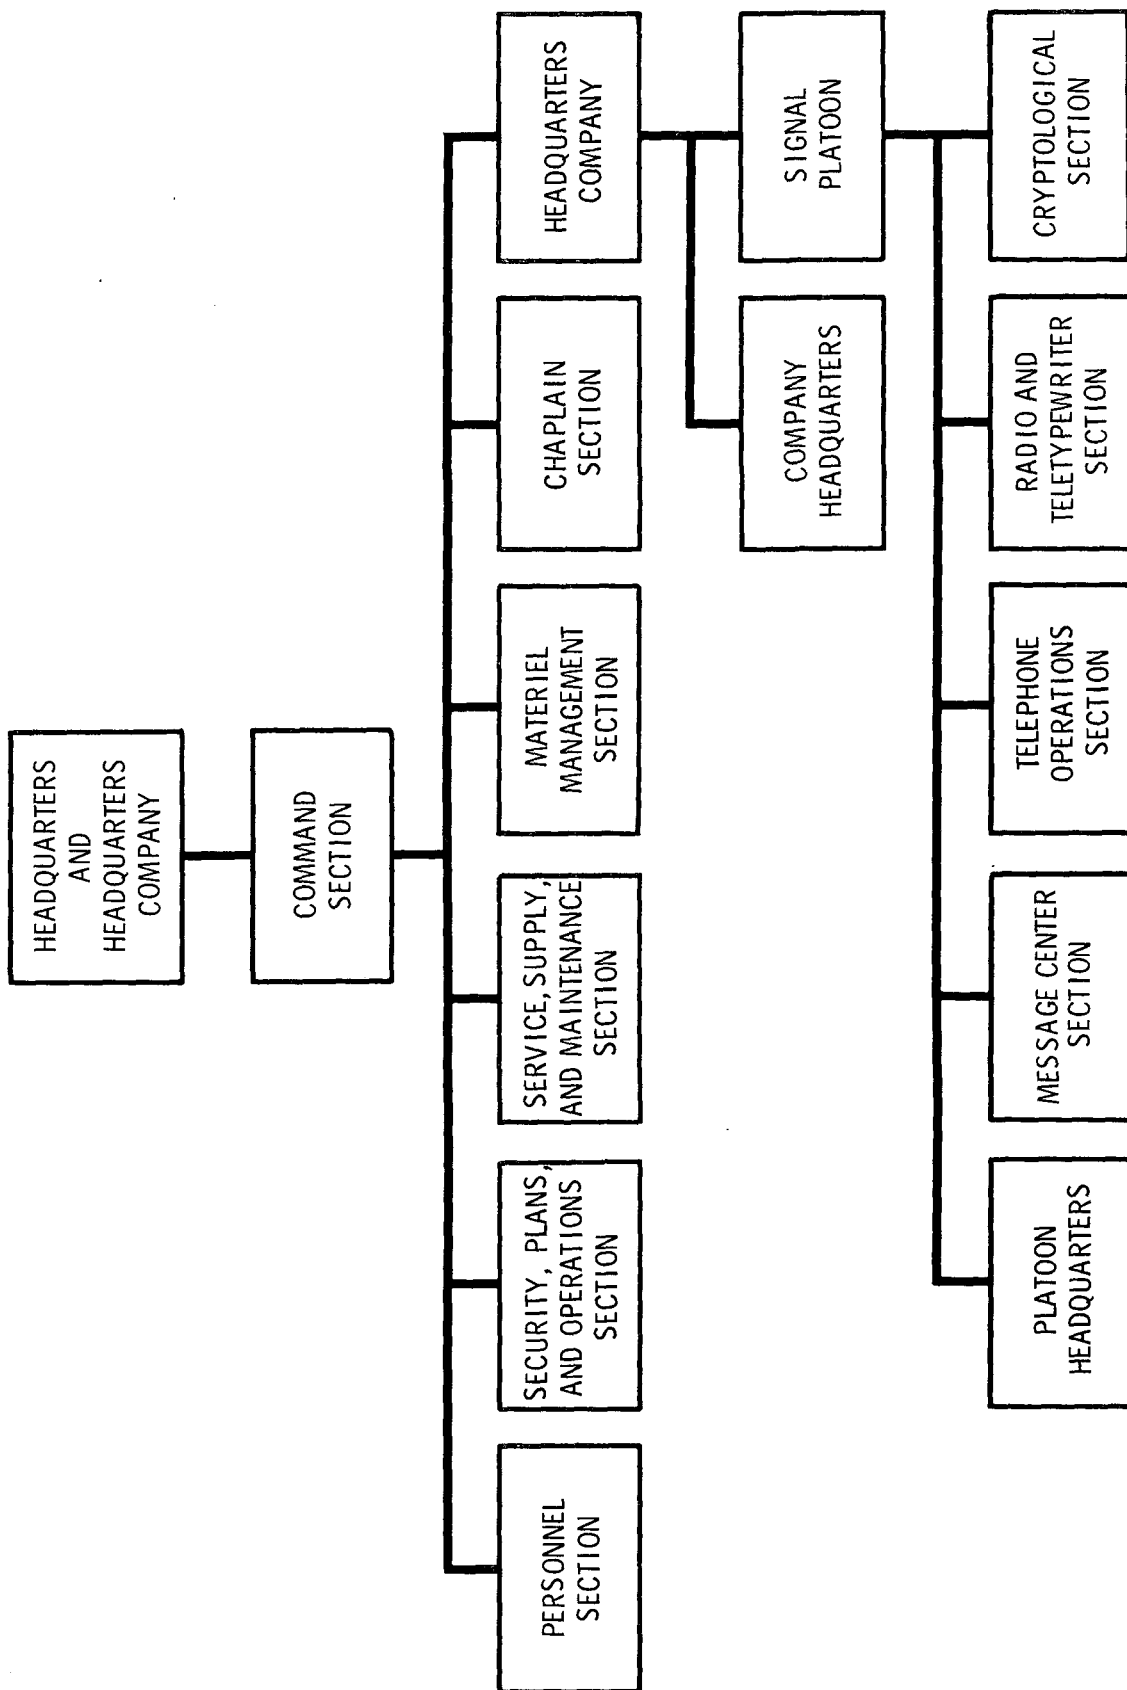 HEADQUARTERS
AND
HEADQUARTERS
COMPANY
COMMAND
SECTION
PERSONNEL
SECTION
SECURITY, PLANS,
AND OPERATIONS
SECTION
SERVICE, SUPPLY,
AND MAINTENANCE
SECTION
MATERIEL
MANAGEMENT
SECTION
CHAPLAIN
SECTION
HEADQUARTERS
COMPANY
COMPANY
HEADQUARTERS
SIGNAL
PLATOON
PLATOON
HEADQUARTERS
MESSAGE CENTER
SECTION
TELEPHONE
OPERATIONS
SECTION
RADIO AND
TELETYPEWRITER
SECTION
CRYPTOLOGICAL
SECTION